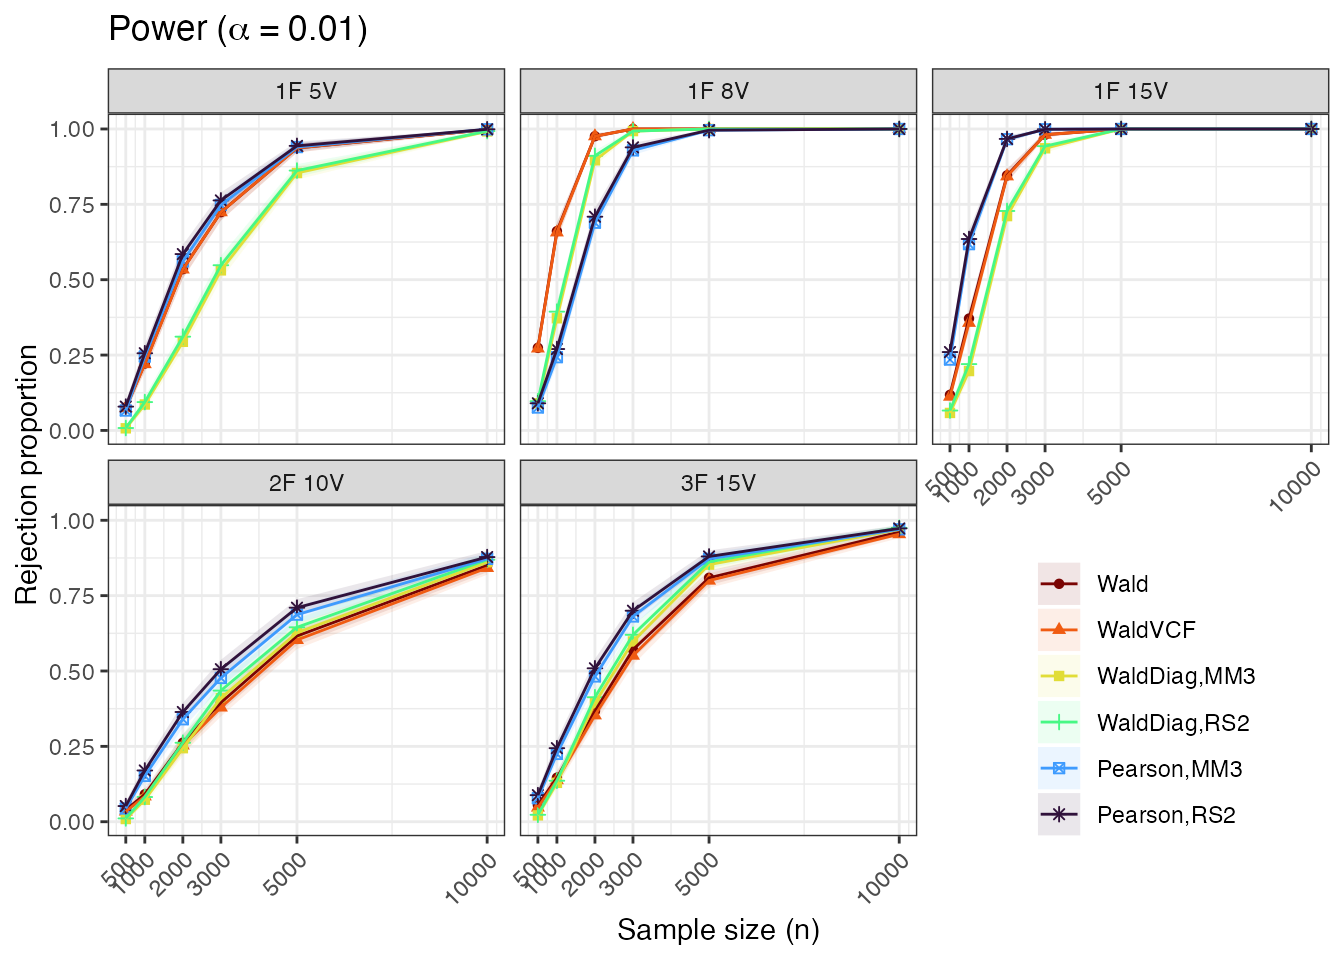 Power (α = 0.01)
1F 5V
1F 8V
1F 15V
1.00
0.75
0.50
0.25
0.00
500
1000
2000
3000
5000
10000
2F 10V
3F 15V
1.00
0.75
0.50
0.25
0.00
500
1000
2000
3000
5000
10000
500
1000
2000
3000
5000
10000
Rejection proportion
Sample size (n)
Wald
WaldVCF
WaldDiag,MM3
WaldDiag,RS2
Pearson,MM3
Pearson,RS2